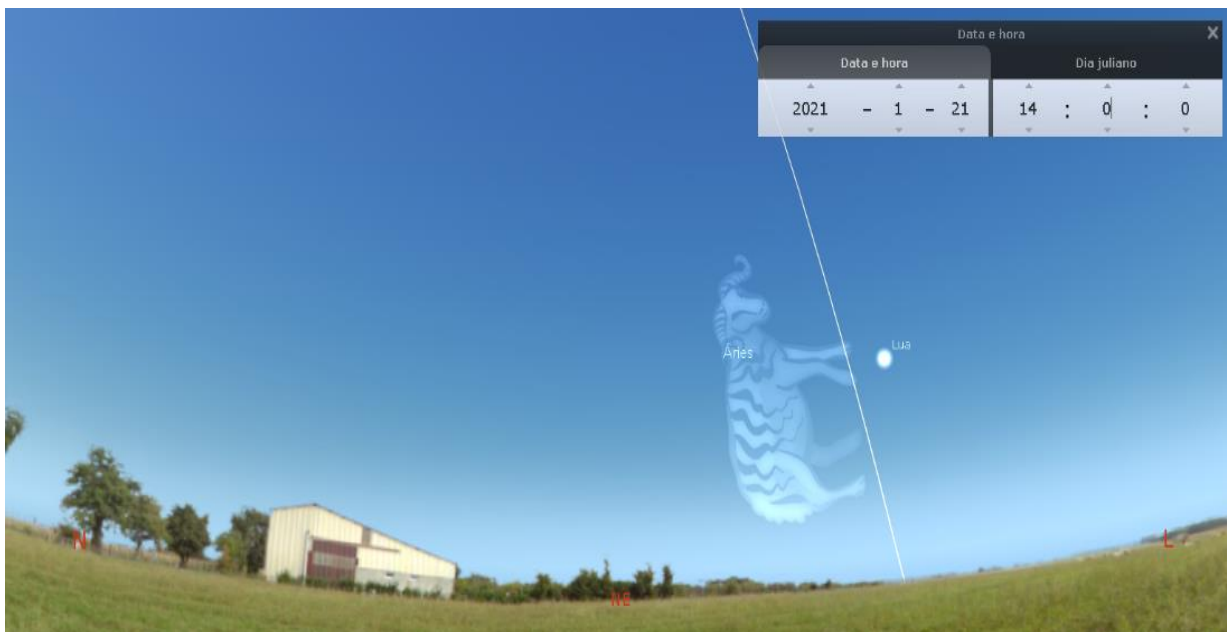 Data e hora X
Data e hora Dia juliano
2021 - 1 - 21 14 : 0 : 0
Áries
Lua
N
NE
L